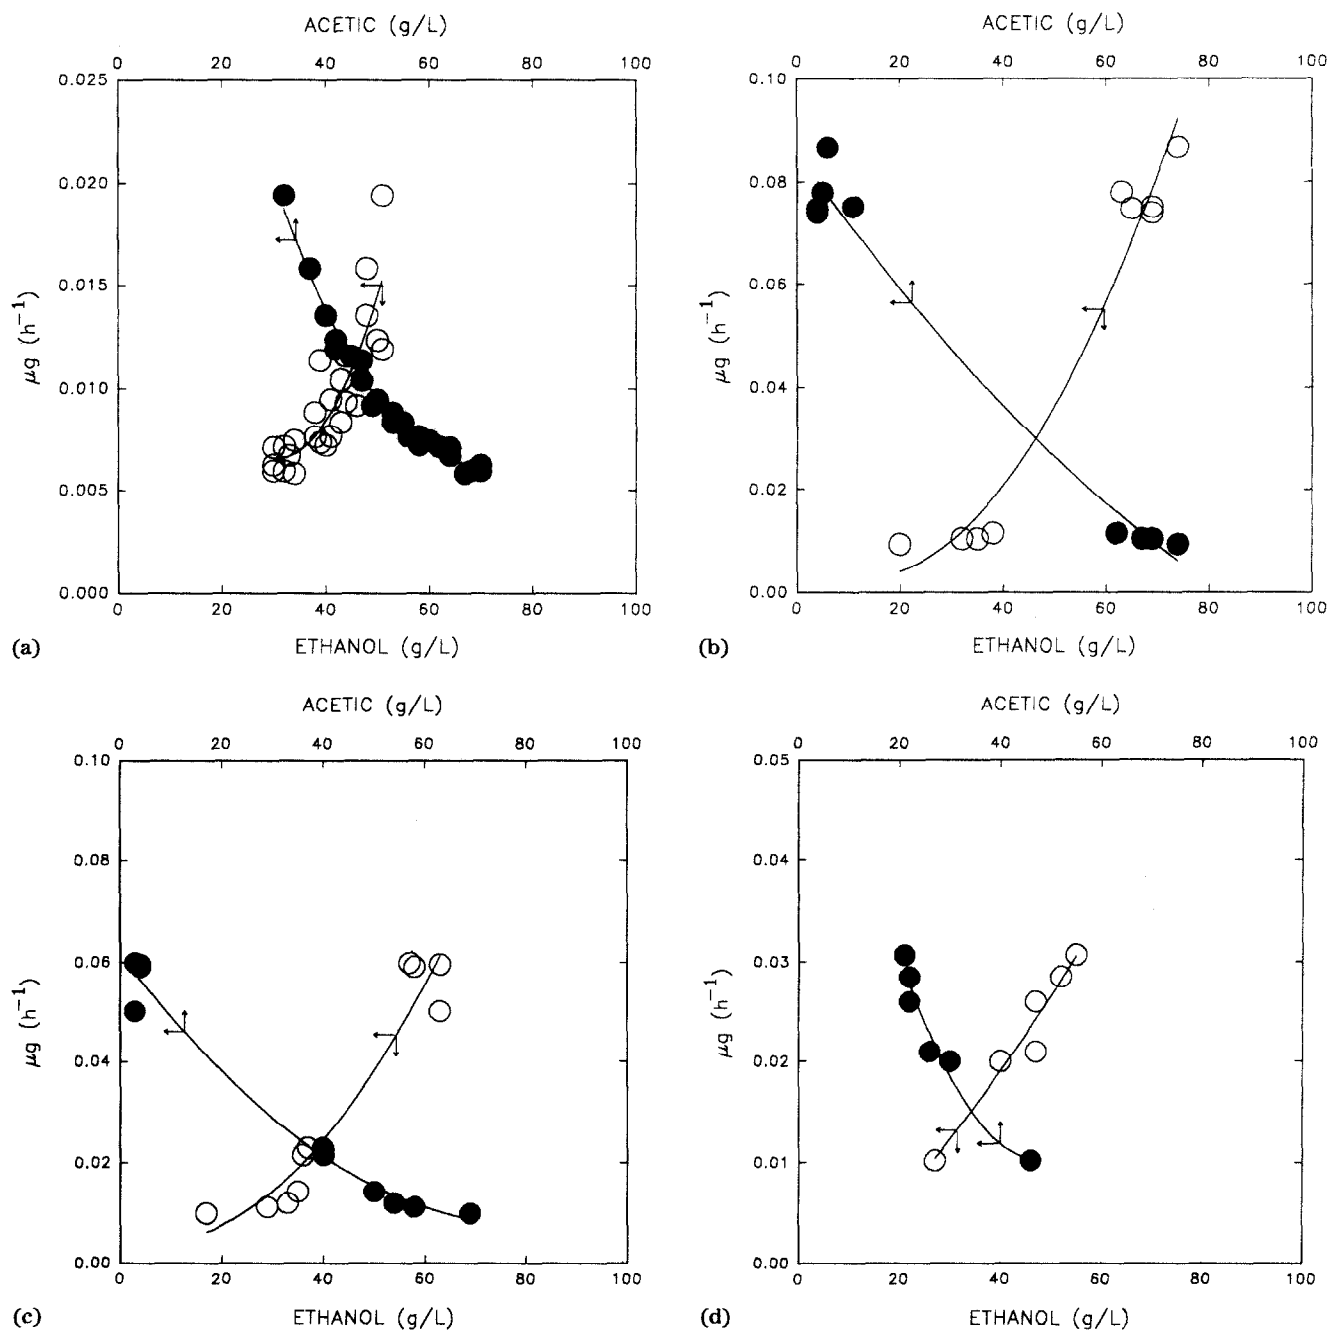 (a)
ACETIC (g/L)
0 20 40 60 80 100
0.025
0.020
0.015
0.010
0.005
0.000
μg (h⁻¹)
0 20 40 60 80 100
ETHANOL (g/L)
(b)
ACETIC (g/L)
0 20 40 60 80 100
0.10
0.08
0.06
0.04
0.02
0.00
μg (h⁻¹)
0 20 40 60 80 100
ETHANOL (g/L)
(c)
ACETIC (g/L)
0 20 40 60 80 100
0.10
0.08
0.06
0.04
0.02
0.00
μg (h⁻¹)
0 20 40 60 80 100
ETHANOL (g/L)
(d)
ACETIC (g/L)
0 20 40 60 80 100
0.05
0.04
0.03
0.02
0.01
0.00
μg (h⁻¹)
0 20 40 60 80 100
ETHANOL (g/L)